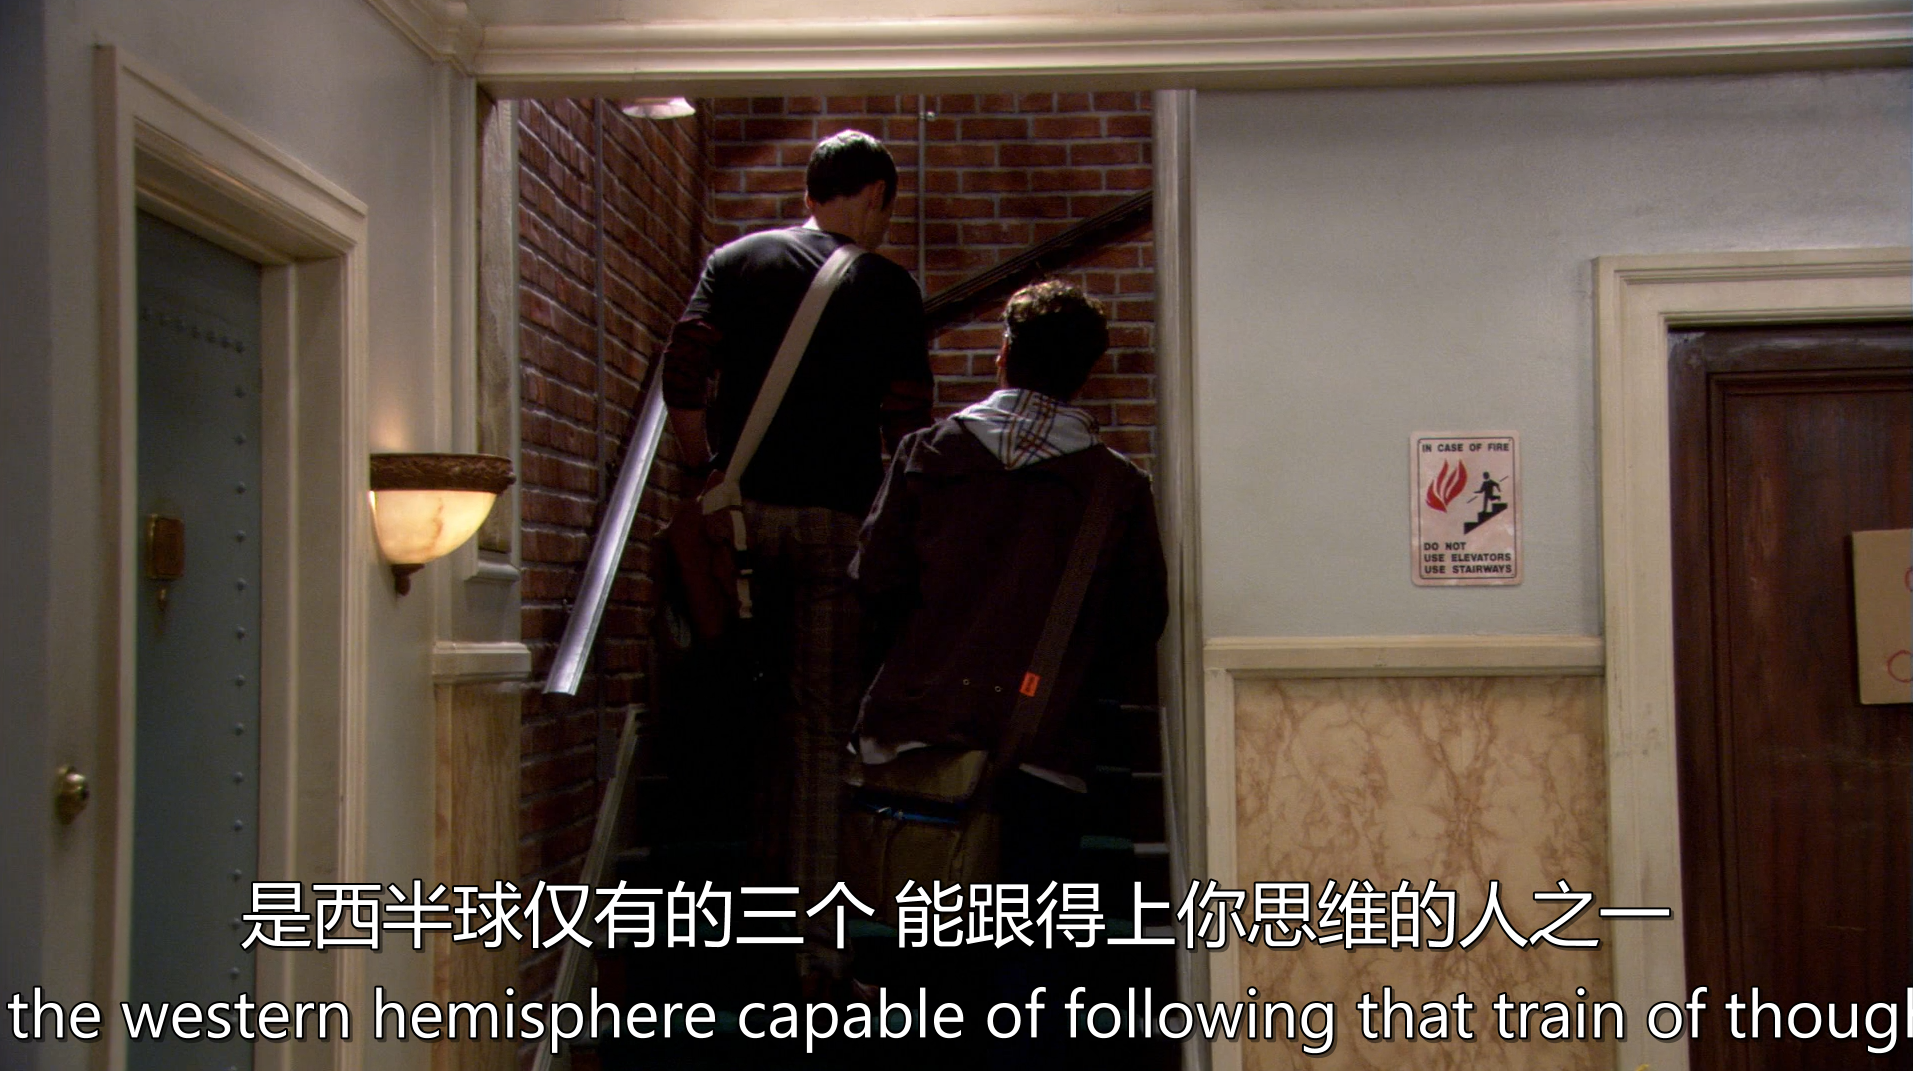 IN CASE OF FIRE
DO NOT
USE ELEVATORS
USE STAIRWAYS
是西半球仅有的三个 能跟得上你思维的人之一
the western hemisphere capable of following that train of